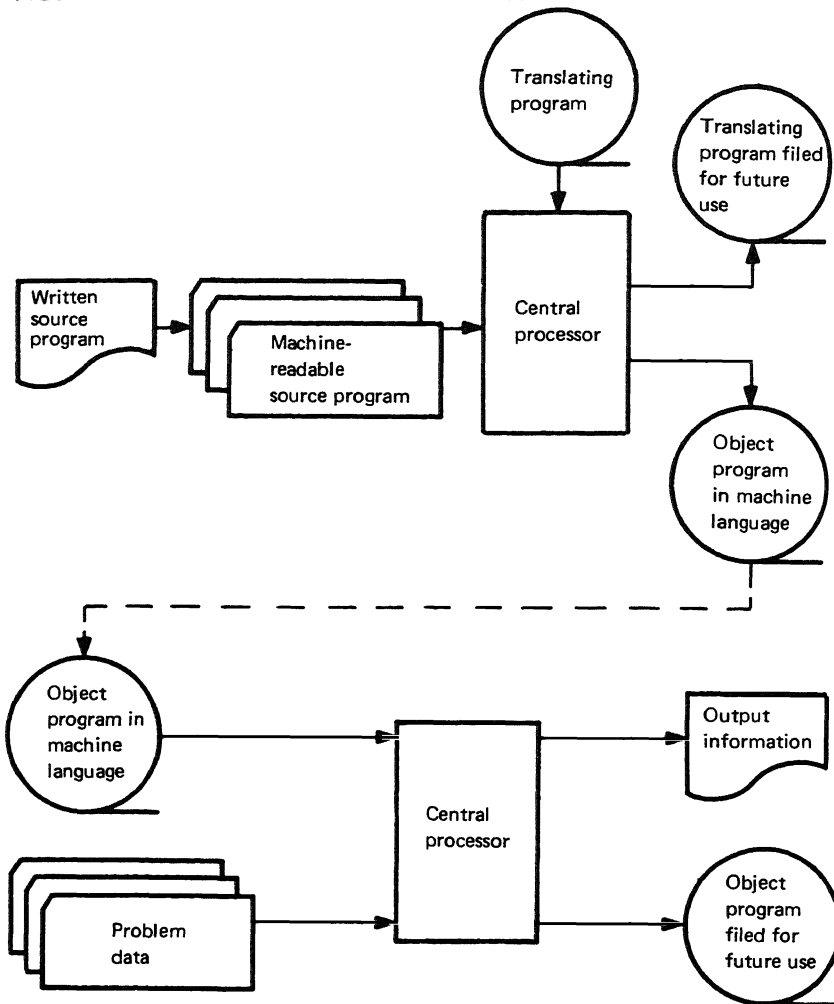 Translating
program
Translating
program filed
for future
use
Written
source
program
Machine-
readable
source program
Central
processor
Object
program
in machine
language
Object
program in
machine
language
Central
processor
Output
information
Problem
data
Object
program
filed for
future use